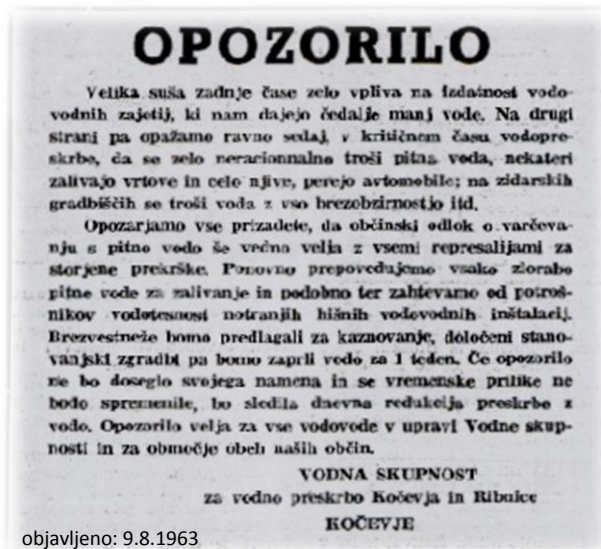 OPOZORILO
Velika suša zadnje čase zelo vpliva na izdatnost vodo-
vodnih zajetij, ki nam dajejo čedalje manj vode. Na drugi
strani pa opažamo ravno sedaj, v kritičnem času vodopre-
skrbe, da se zelo neracionalno troši pitna voda, nekateri
zalivajo vrtove in celo njive, perejo avtomobile; na zidarskih
gradbiščih se troši voda z vso brezobzirnostjo itd.
Opozarjamo vse prizadete, da občinski odlok o varčeva-
nju s pitno vodo še vedno velja z vsemi represalijami za
storjene prekrške. Ponovno prepovedujemo vsako zlorabo
pitne vode za zalivanje in podobno ter zahtevamo od potroš-
nikov vodotesnost notranjih hišnih vodovodnih inštalacij.
Brezvestneže bomo predlagali za kaznovanje, določeni stano-
vanjski zgradbi pa bomo zaprli vodo za 1 teden. Če opozorilo
ne bo doseglo svojega namena in se vremenske prilike ne
bodo spremenile, bo sledila dnevna redukcija preskrbe z
vodo. Opozorilo velja za vse vodovode v upravi Vodne skup-
nosti in za območje obeh naših občin.
VODNA SKUPNOST
za vodno preskrbo Kočevja in Ribnice
KOČEVJE
objavljeno: 9.8.1963